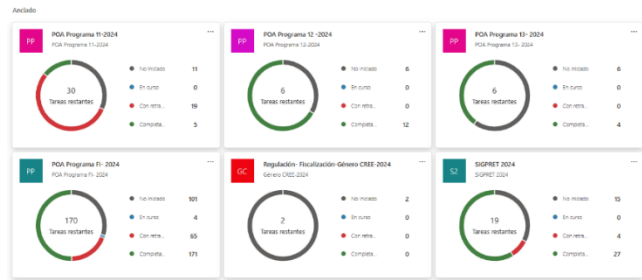 Anclado
PP POA Programa 11-2024 ...
POA Programa 11-2024
30
Tareas restantes
No iniciado 11
En curso 0
Con retra... 19
Completa... 5
PP POA Programa 12 -2024 ...
POA Programa 12-2024
6
Tareas restantes
No iniciado 6
En curso 0
Con retra... 0
Completa... 12
PP POA Programa 13- 2024 ...
POA Programa 13- 2024
6
Tareas restantes
No iniciado 6
En curso 0
Con retra... 0
Completa... 4
PP POA Programa FI- 2024 ...
POA Programa FI- 2024
170
Tareas restantes
No iniciado 101
En curso 4
Con retra... 65
Completa... 171
GC Regulación- Fiscalización-Género CREE-2024 ...
Género CREE-2024
2
Tareas restantes
No iniciado 2
En curso 0
Con retra... 0
Completa... 0
S2 SIGPRET 2024 ...
SIGPRET 2024
19
Tareas restantes
No iniciado 15
En curso 0
Con retra... 4
Completa... 27